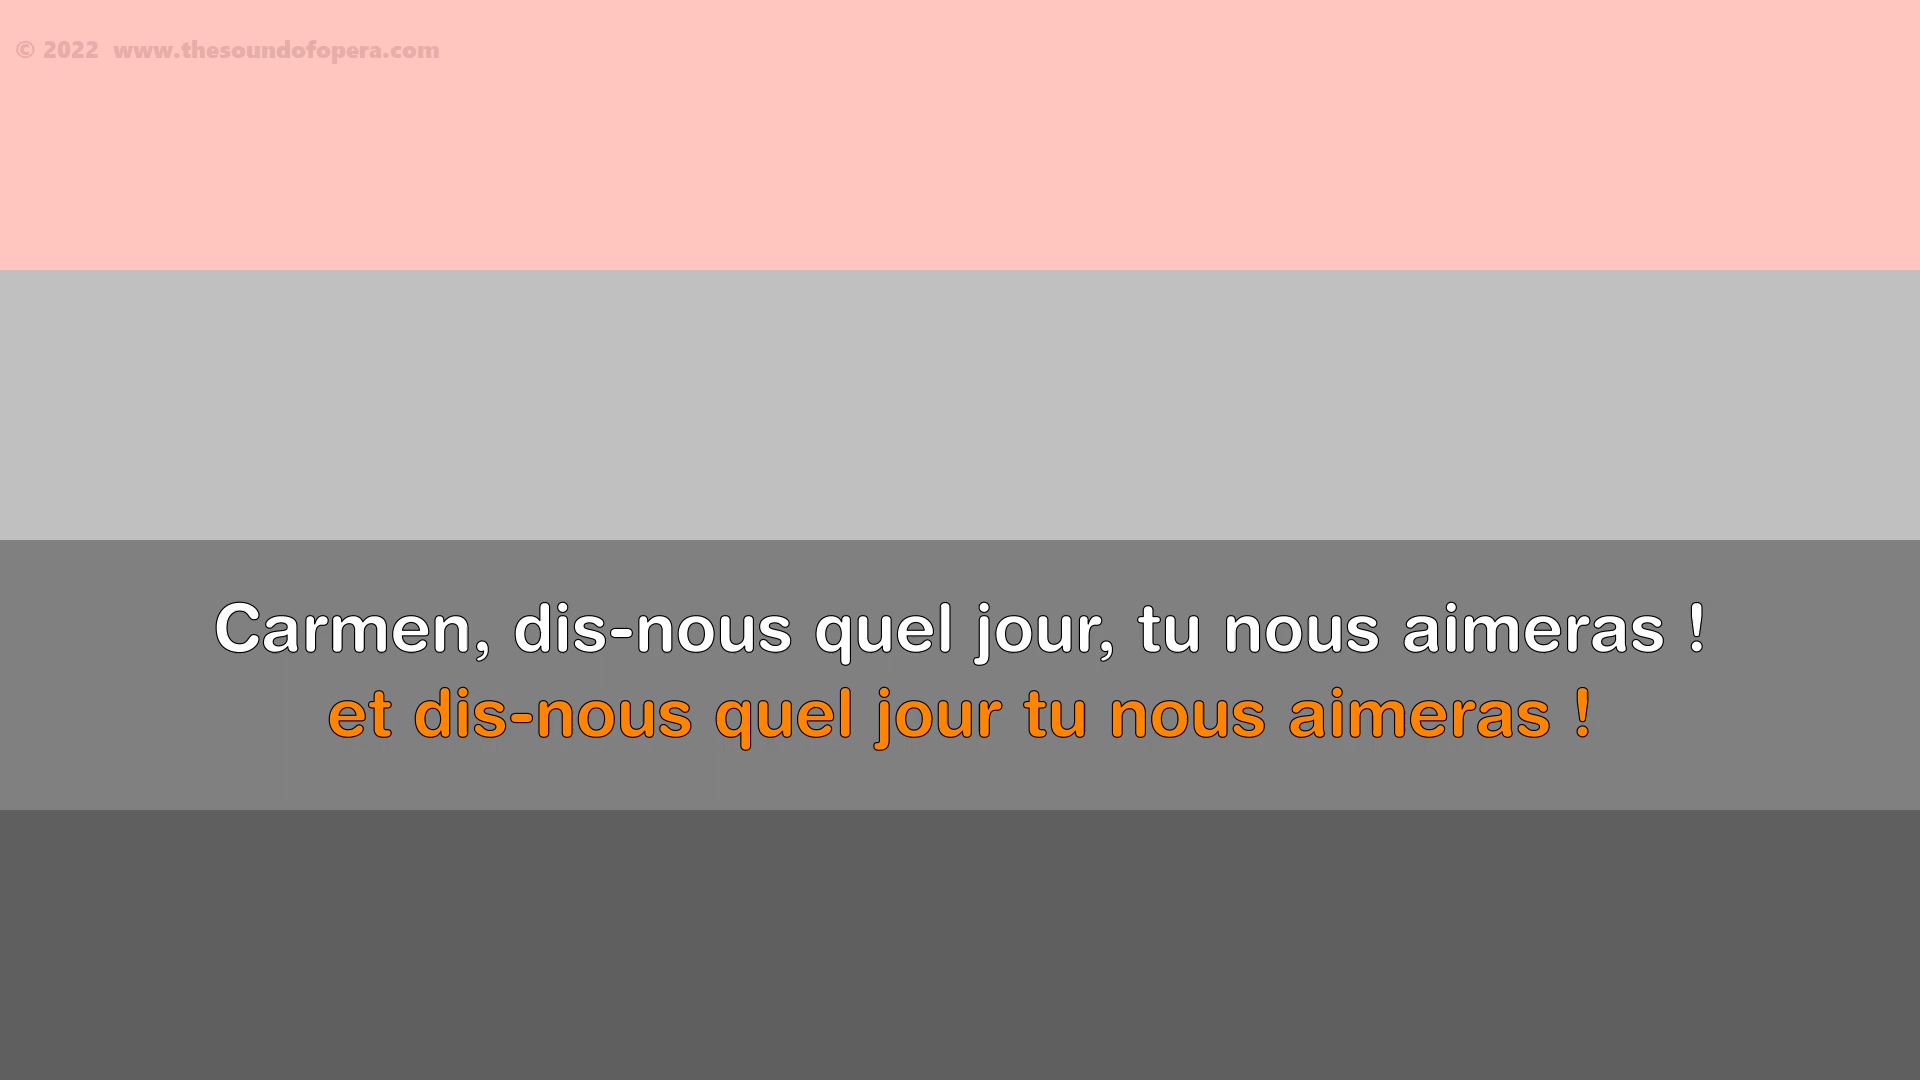 © 2022 www.thesoundofopera.com
Carmen, dis-nous quel jour, tu nous aimeras !
et dis-nous quel jour tu nous aimeras !